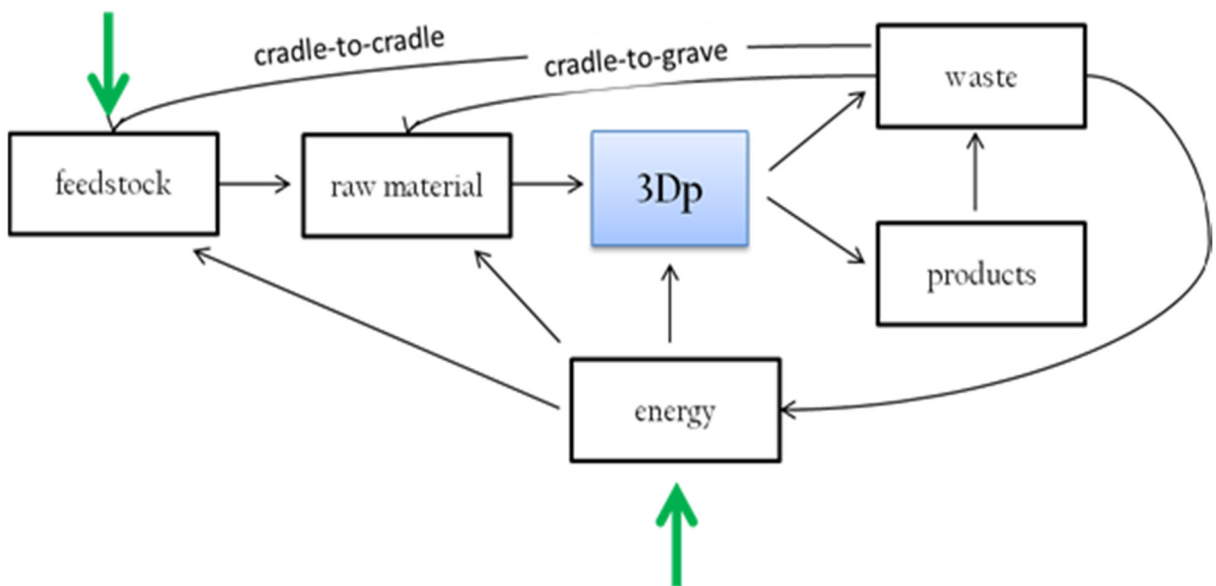 cradle-to-cradle
cradle-to-grave
waste
feedstock
raw material
3Dp
products
energy